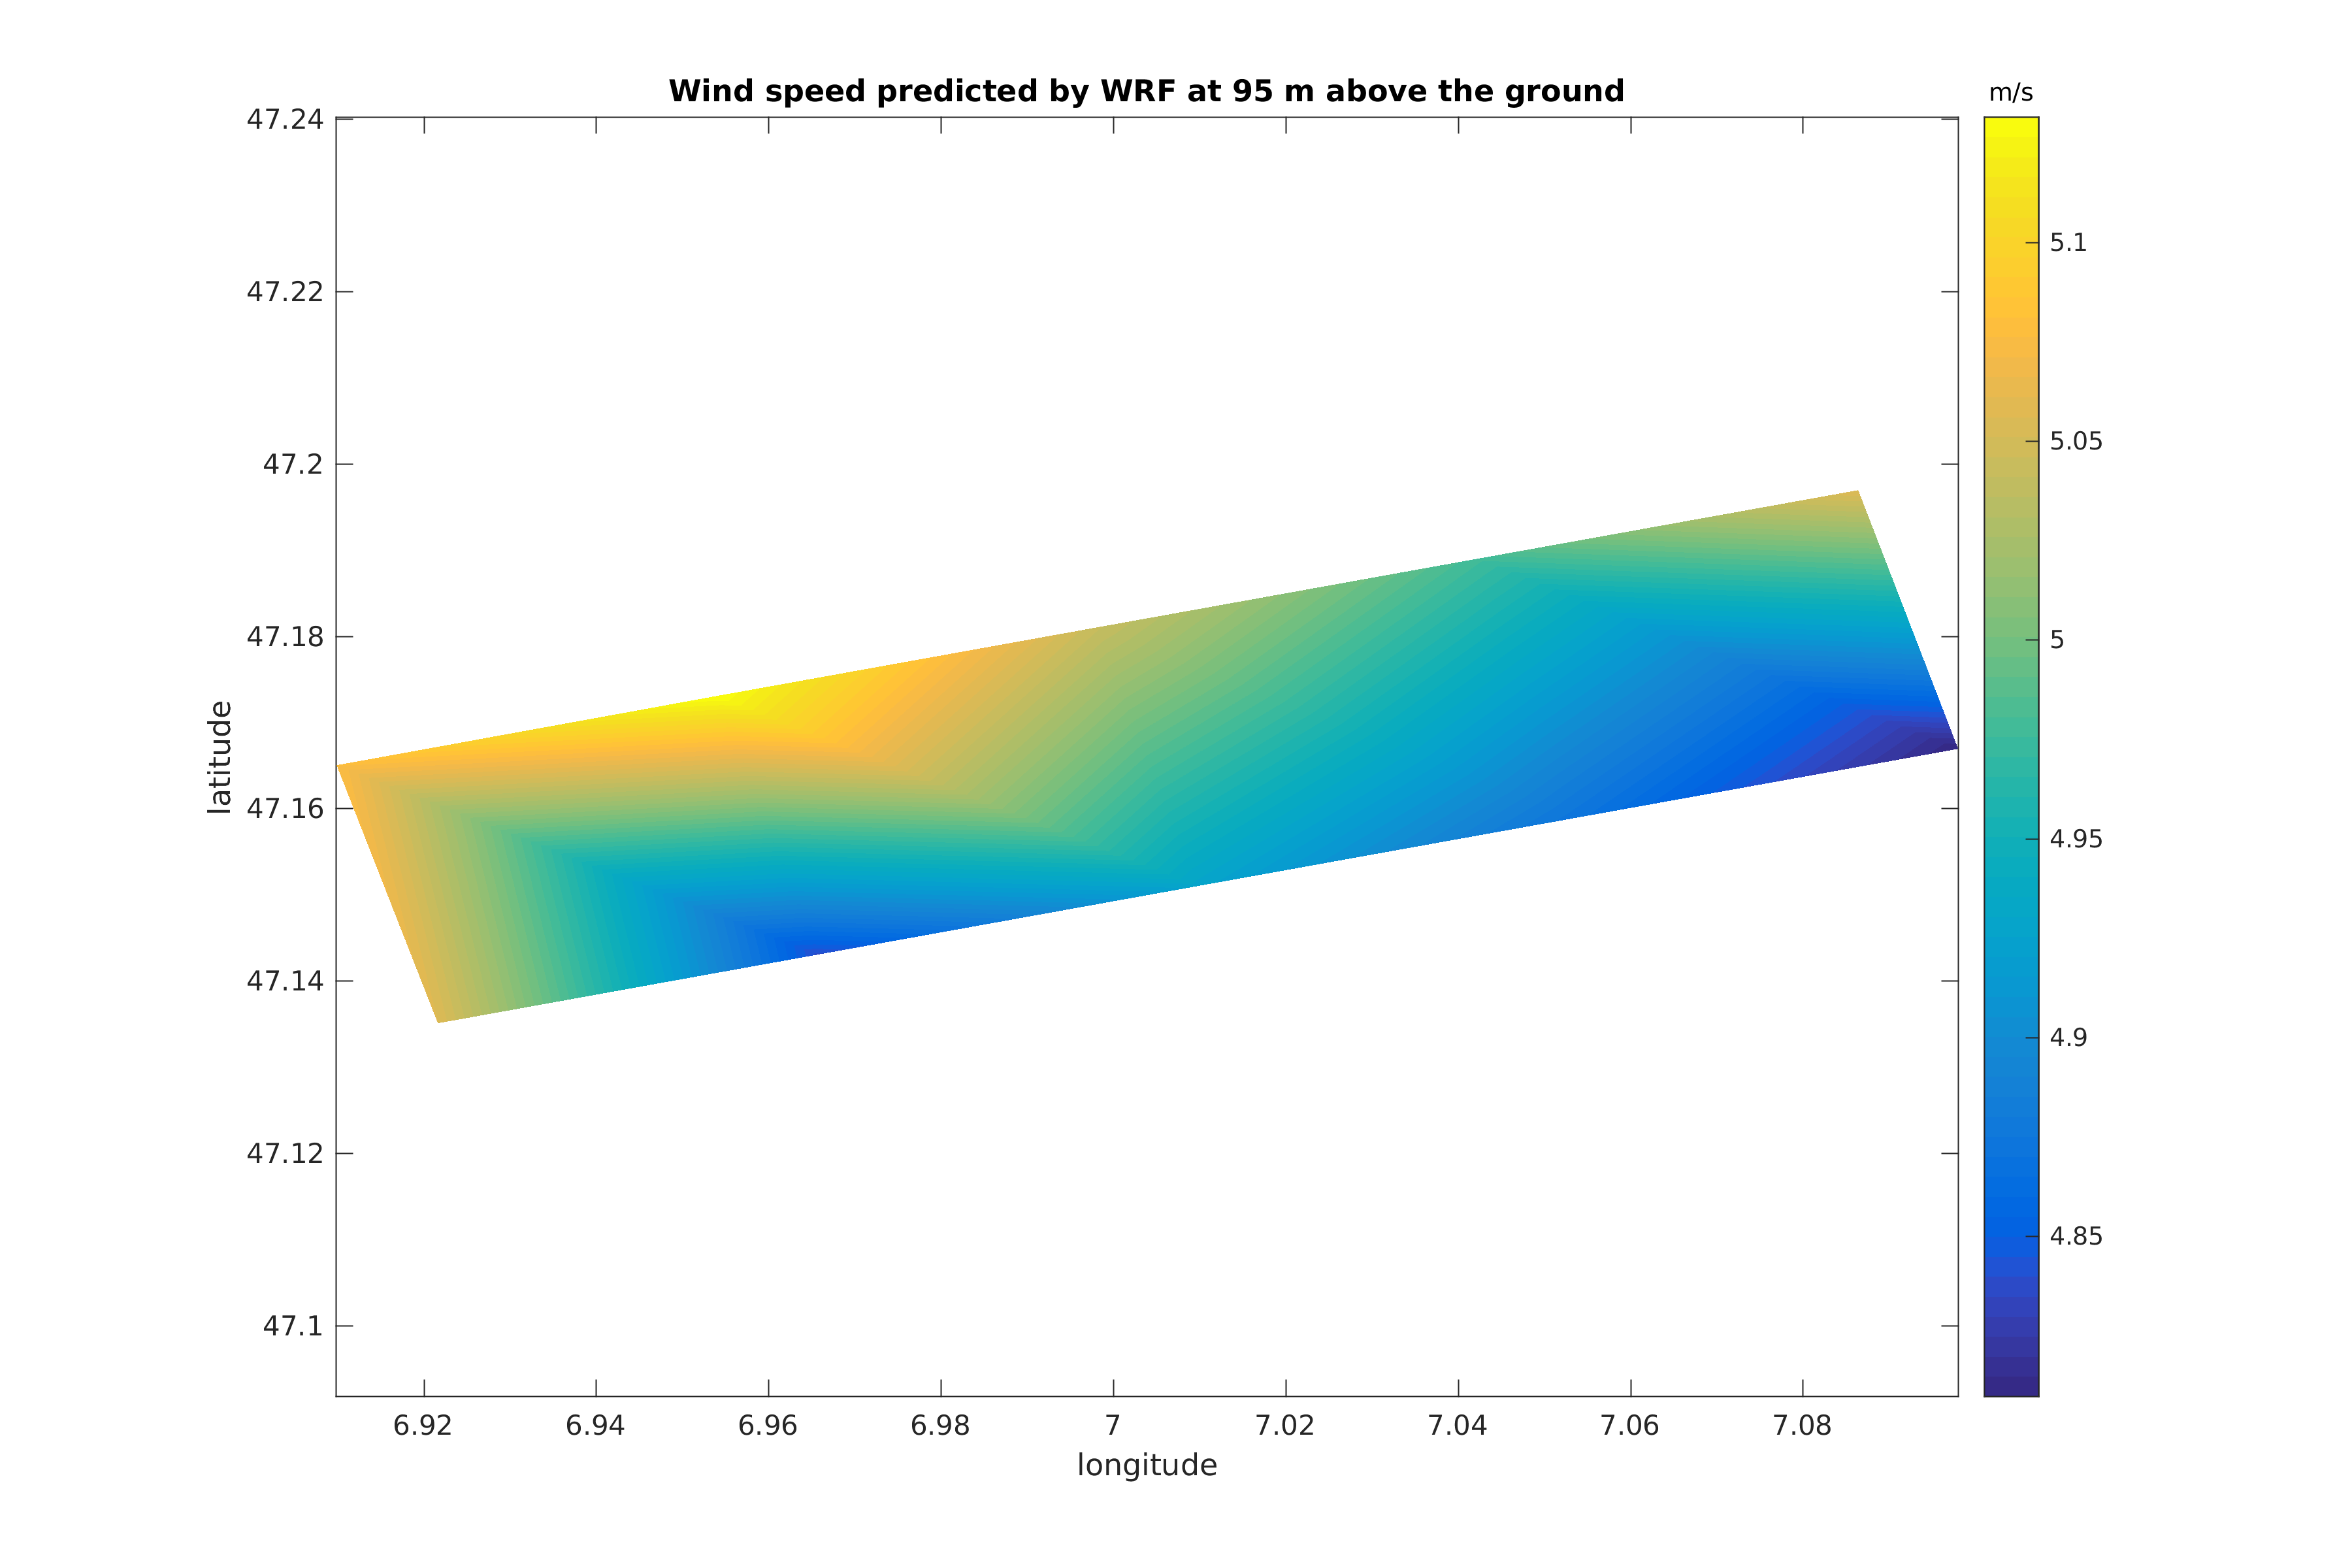 Wind speed predicted by WRF at 95 m above the ground
m/s
47.24
47.22
47.2
47.18
47.16
47.14
47.12
47.1
latitude
6.92 6.94 6.96 6.98 7 7.02 7.04 7.06 7.08
longitude
5.1
5.05
5
4.95
4.9
4.85